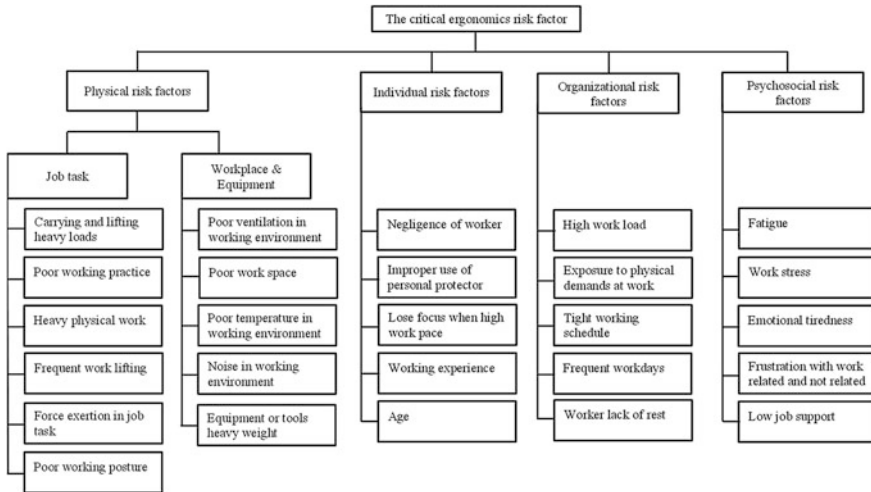 The critical ergonomics risk factor
Physical risk factors
Individual risk factors
Organizational risk
factors
Psychosocial risk
factors
Job task
Workplace &
Equipment
Carrying and lifting
heavy loads
Poor working practice
Heavy physical work
Frequent work lifting
Force exertion in job
task
Poor working posture
Poor ventilation in
working environment
Poor work space
Poor temperature in
working environment
Noise in working
environment
Equipment or tools
heavy weight
Negligence of worker
Improper use of
personal protector
Lose focus when high
work pace
Working experience
Age
High work load
Exposure to physical
demands at work
Tight working
schedule
Frequent workdays
Worker lack of rest
Fatigue
Work stress
Emotional tiredness
Frustration with work
related and not related
Low job support